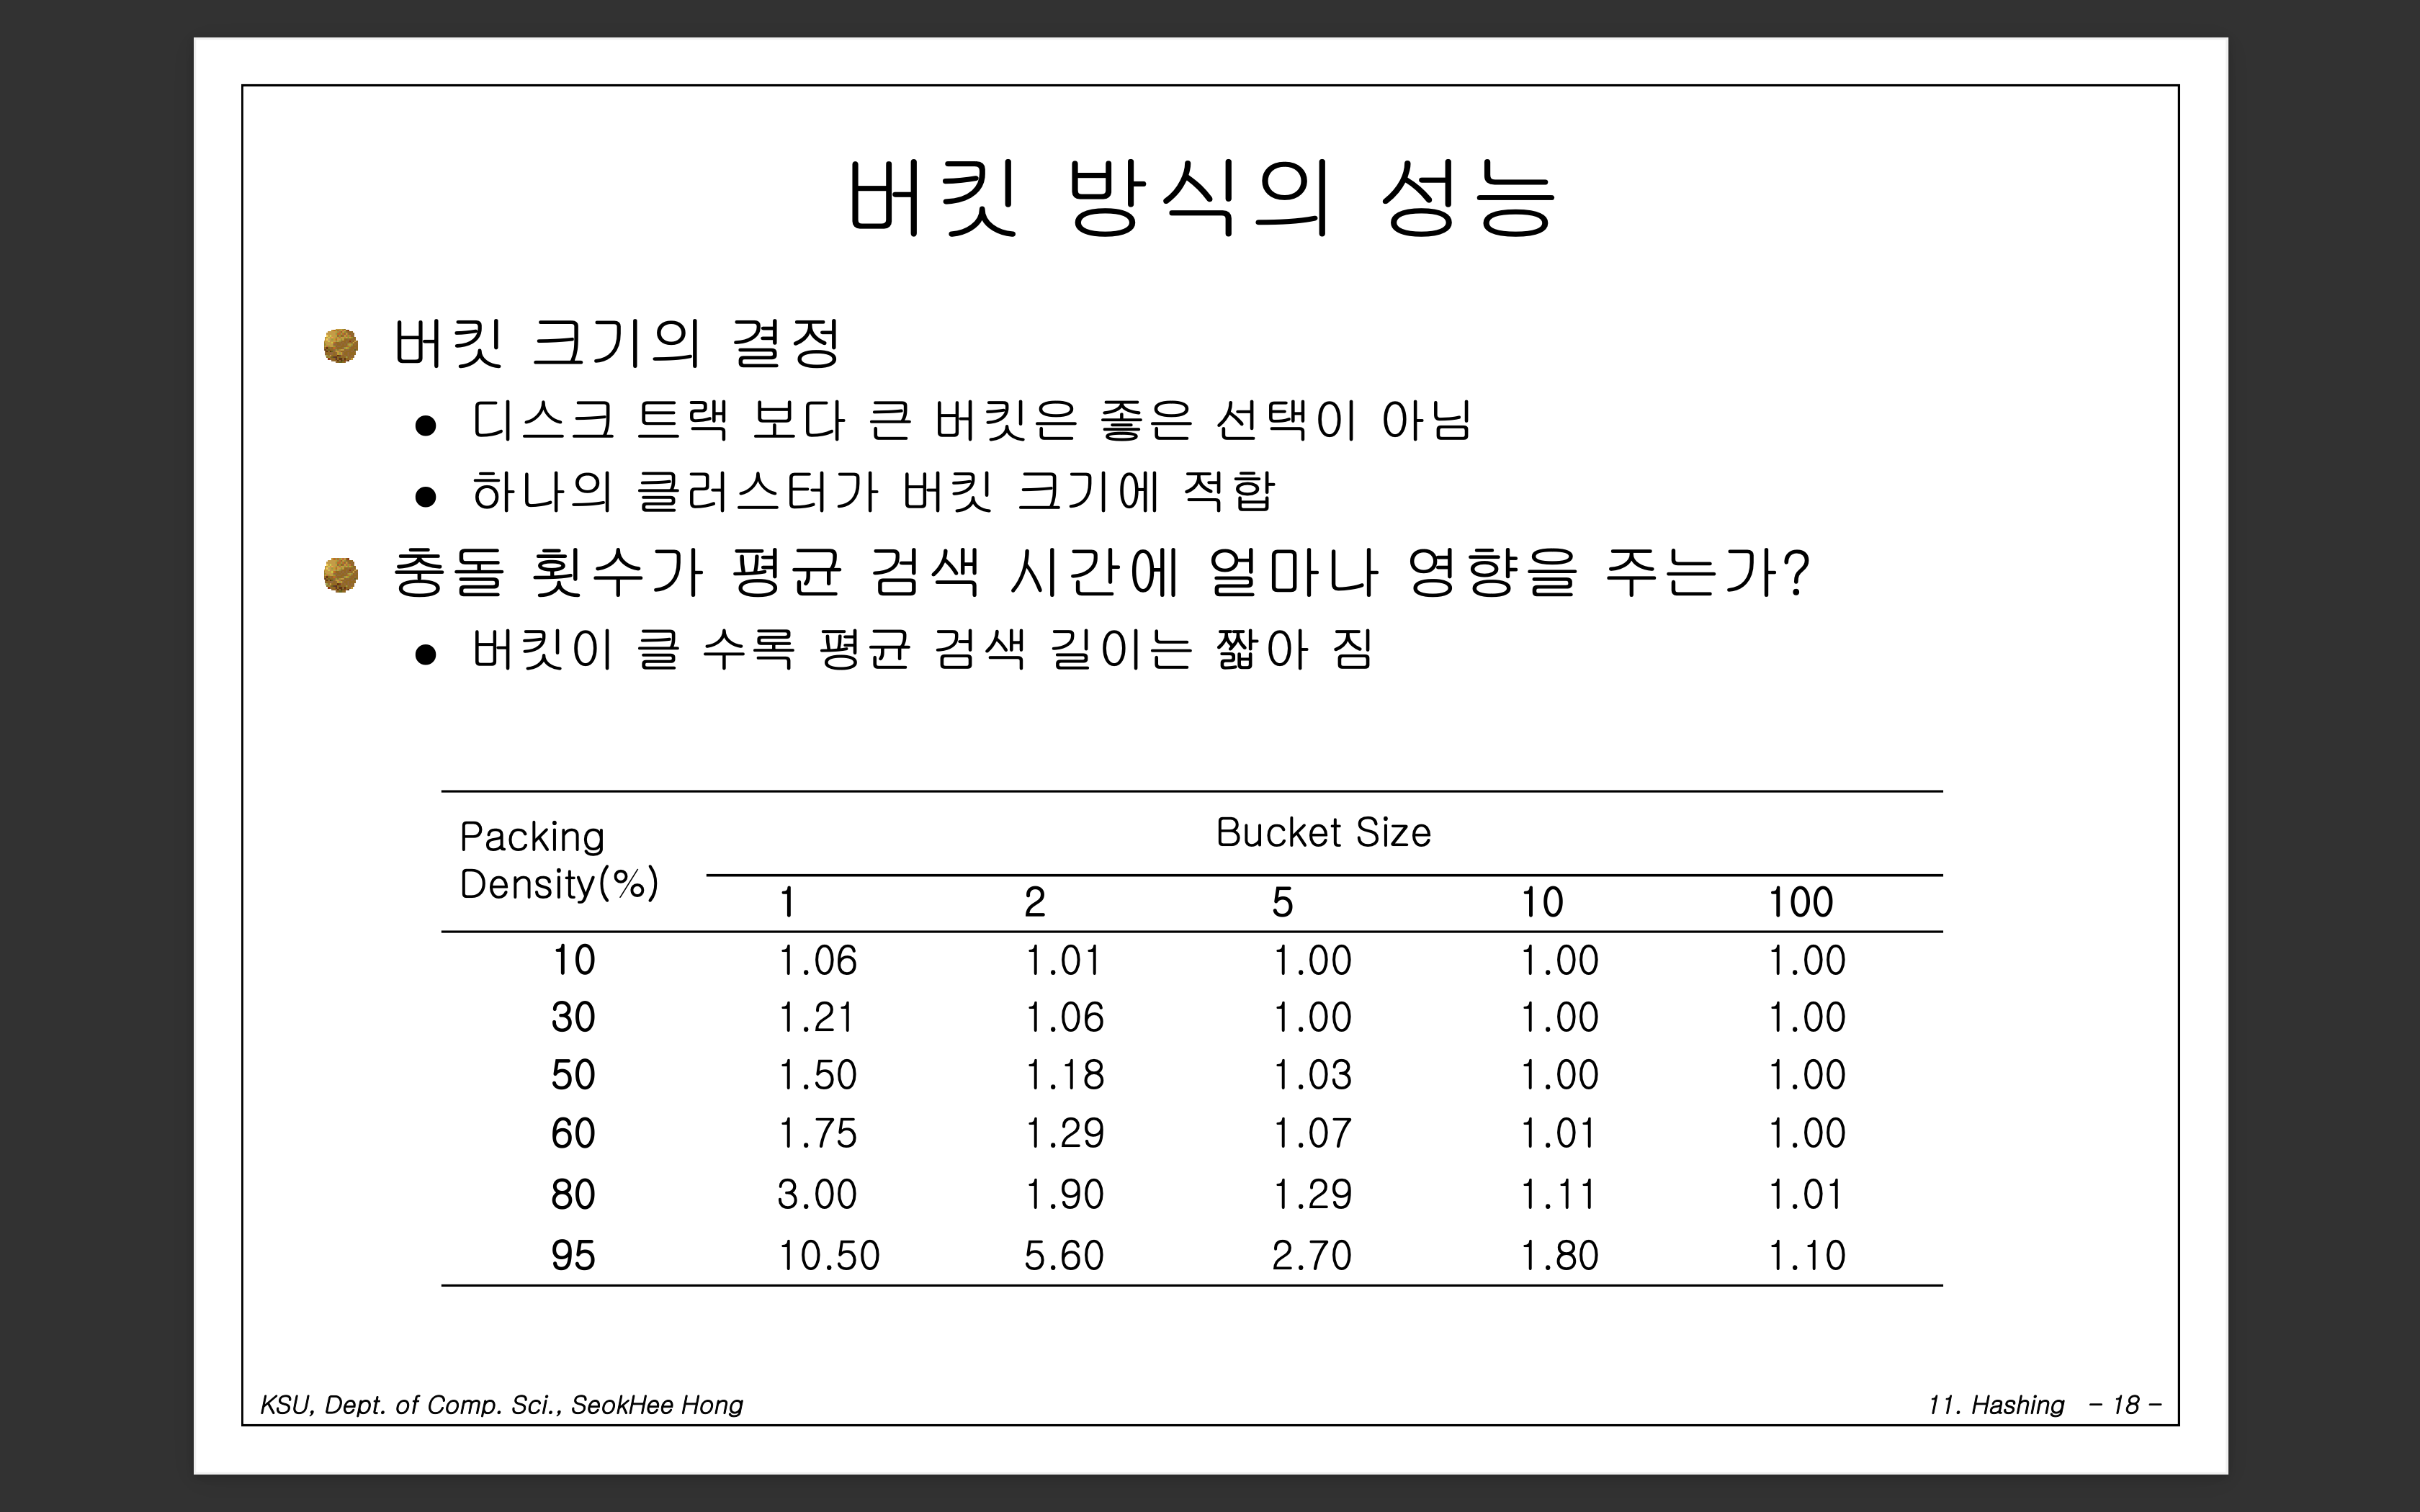 버킷 방식의 성능
버킷 크기의 결정
● 디스크 트랙 보다 큰 버킷은 좋은 선택이 아님
● 하나의 클러스터가 버킷 크기에 적합
충돌 횟수가 평균 검색 시간에 얼마나 영향을 주는가?
● 버킷이 클 수록 평균 검색 길이는 짧아 짐
Packing Density(%) Bucket Size
1 2 5 10 100
10 1.06 1.01 1.00 1.00 1.00
30 1.21 1.06 1.00 1.00 1.00
50 1.50 1.18 1.03 1.00 1.00
60 1.75 1.29 1.07 1.01 1.00
80 3.00 1.90 1.29 1.11 1.01
95 10.50 5.60 2.70 1.80 1.10
KSU, Dept. of Comp. Sci., SeokHee Hong
11. Hashing - 18 -